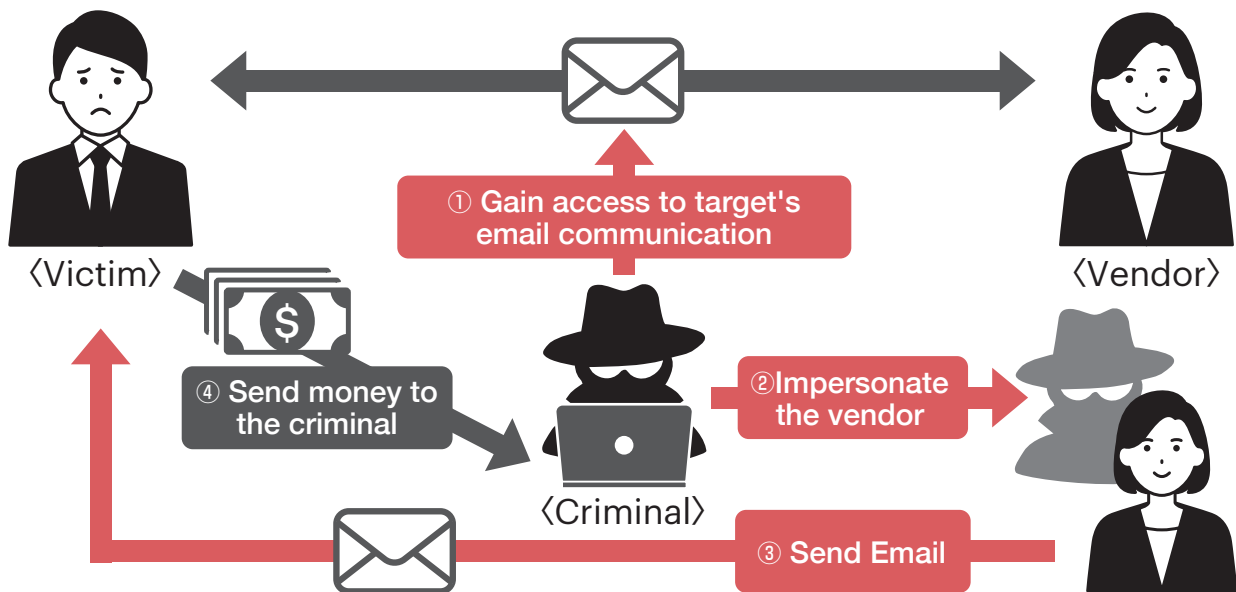 ① Gain access to target's
email communication
〈Victim〉
〈Vendor〉
$
④ Send money to
the criminal
②Impersonate
the vendor
〈Criminal〉
③ Send Email